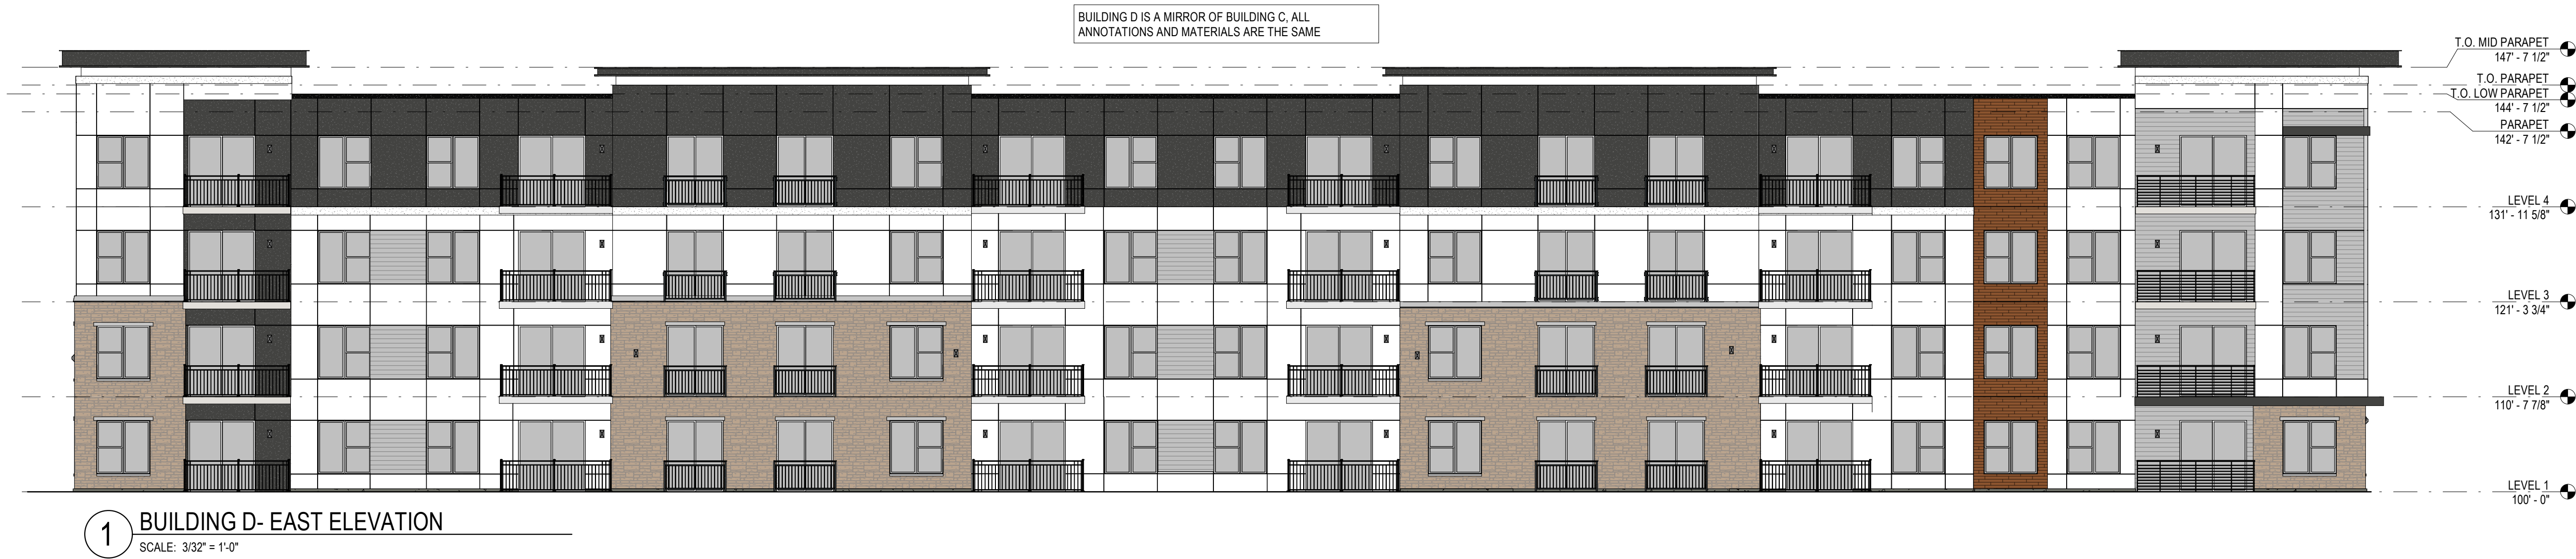 BUILDING D IS A MIRROR OF BUILDING C, ALL
ANNOTATIONS AND MATERIALS ARE THE SAME
T.O. MID PARAPET
147' - 7 1/2"
T.O. PARAPET
T.O. LOW PARAPET
144' - 7 1/2"
PARAPET
142' - 7 1/2"
LEVEL 4
131' - 11 5/8"
LEVEL 3
121' - 3 3/4"
LEVEL 2
110' - 7 7/8"
LEVEL 1
100' - 0"
1
BUILDING D- EAST ELEVATION
SCALE: 3/32" = 1'-0"